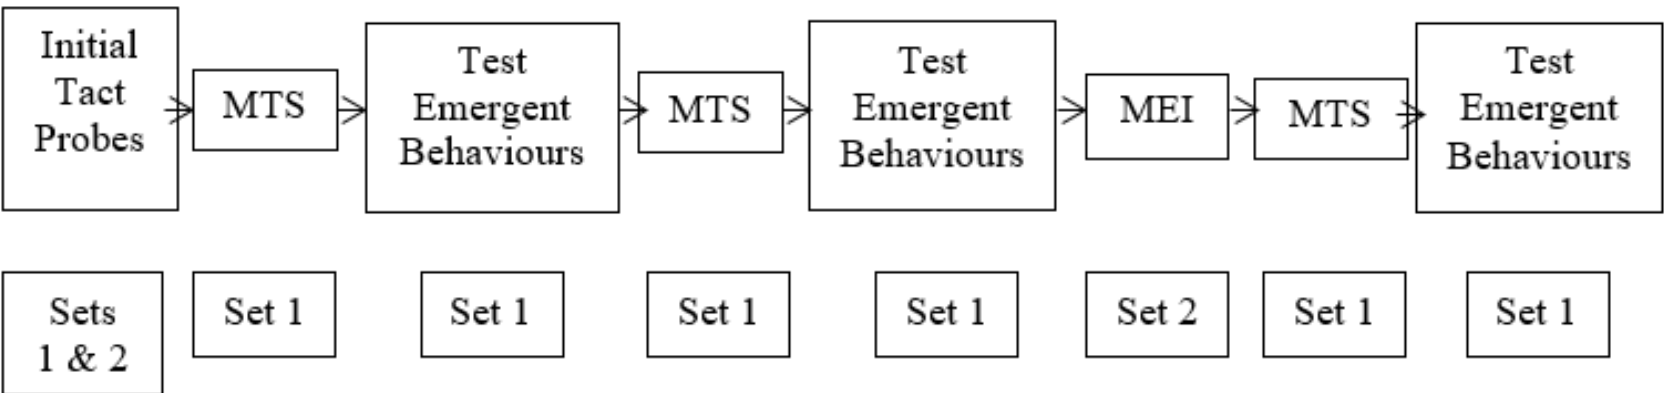 Initial
Tact
Probes
MTS
Test
Emergent
Behaviours
MTS
Test
Emergent
Behaviours
MEI
MTS
Test
Emergent
Behaviours
Sets
1 & 2
Set 1
Set 1
Set 1
Set 1
Set 2
Set 1
Set 1